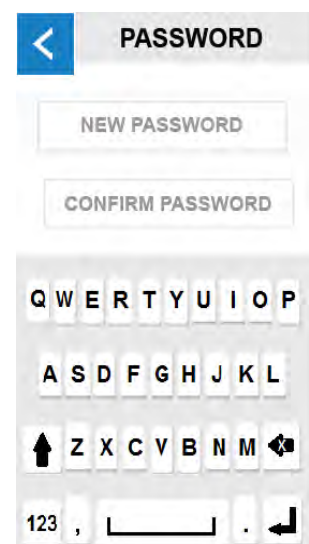 PASSWORD
NEW PASSWORD
CONFIRM PASSWORD
Q W E R T Y U I O P
A S D F G H J K L
Z X C V B N M X
123 , .